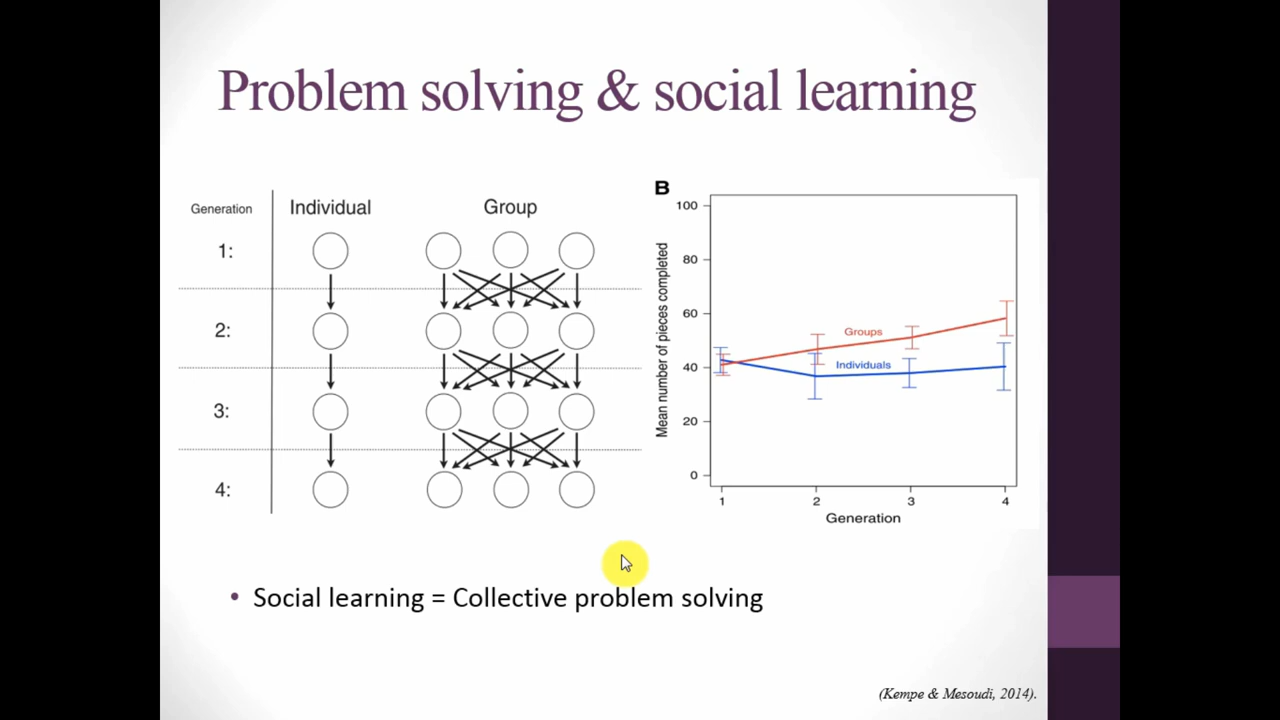 Problem solving & social learning
Generation Individual Group
1:
2:
3:
4:
B
Mean number of pieces completed
100
80
60
40
20
0
Groups
Individuals
1 2 3 4
Generation
• Social learning = Collective problem solving
(Kempe & Mesoudi, 2014).